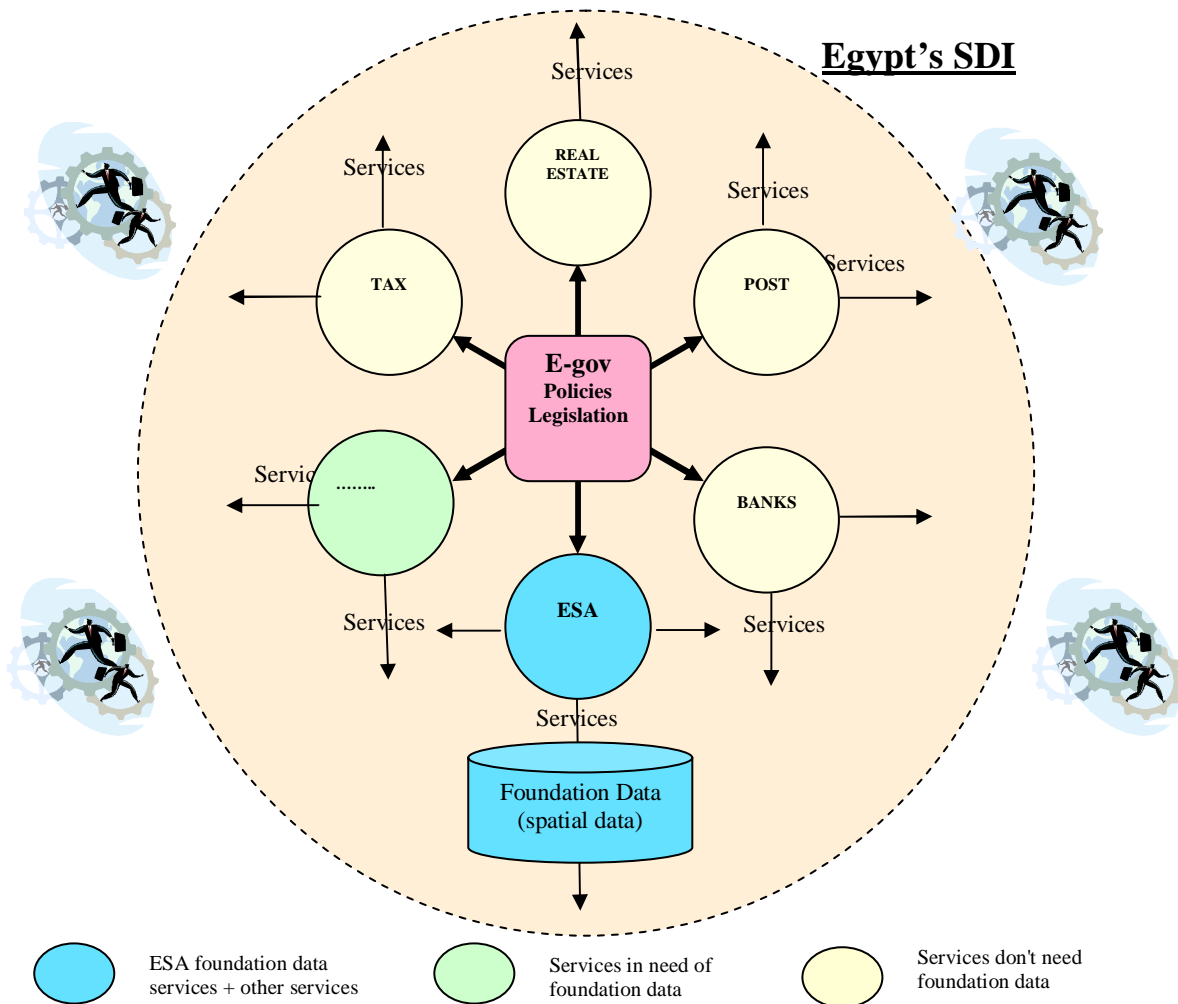 Egypt's SDI
Services
REAL
ESTATE
Services
Services
TAX
POST
Services
E-gov
Policies
Legislation
Servic
........
BANKS
ESA
Services
Services
Services
Foundation Data
(spatial data)
ESA foundation data
services + other services
Services in need of
foundation data
Services don't need
foundation data